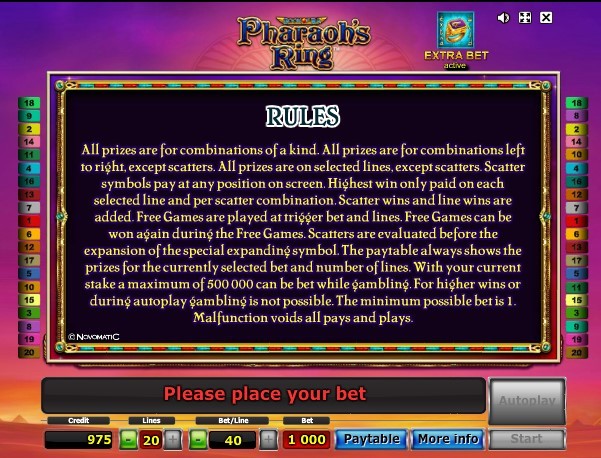 Pharaoh's
Ring
EXTRA BET
active
RULES
All prizes are for combinations of a kind. All prizes are for combinations left
to right, except scatters. All prizes are on selected lines, except scatters. Scatter
symbols pay at any position on screen. Highest win only paid on each
selected line and per scatter combination. Scatter wins and line wins are
added. Free Games are played at trigger bet and lines. Free Games can be
won again during the Free Games. Scatters are evaluated before the
expansion of the special expanding symbol. The paytable always shows the
prizes for the currently selected bet and number of lines. With your current
stake a maximum of 500 000 can be bet while gambling. For higher wins or
during autoplay gambling is not possible. The minimum possible bet is 1.
Malfunction voids all pays and plays.
© NOVOMATIC
18
9
2
14
11
4
16
13
7
1
6
12
17
5
10
15
3
8
19
20
18
8
2
14
11
4
16
13
7
1
6
12
17
5
10
15
3
9
19
20
Please place your bet
Autoplay
Credit
Lines
Bet/Line
Bet
975
-
20
+
-
40
+
1 000
Paytable
More info
Start